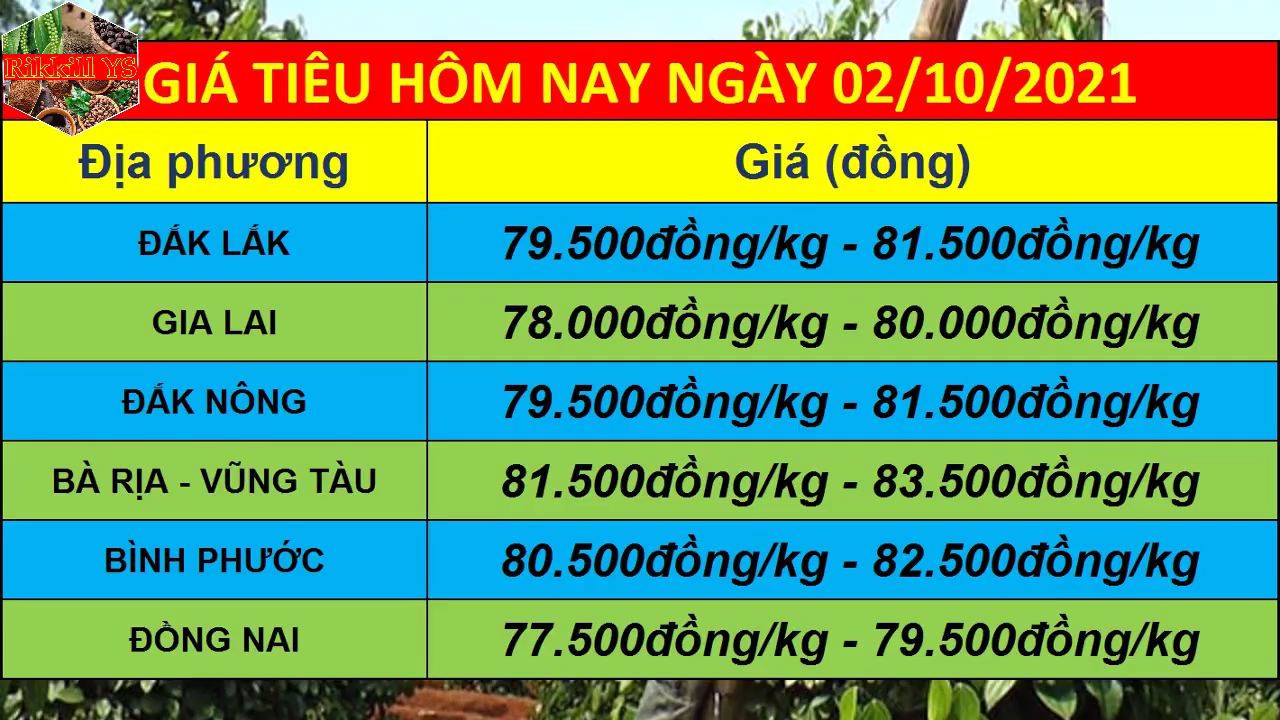 Rikkill YS
GIÁ TIÊU HÔM NAY NGÀY 02/10/2021
Địa phương Giá (đồng)
ĐẮK LẮK 79.500đồng/kg - 81.500đồng/kg
GIA LAI 78.000đồng/kg - 80.000đồng/kg
ĐẮK NÔNG 79.500đồng/kg - 81.500đồng/kg
BÀ RỊA - VŨNG TÀU 81.500đồng/kg - 83.500đồng/kg
BÌNH PHƯỚC 80.500đồng/kg - 82.500đồng/kg
ĐỒNG NAI 77.500đồng/kg - 79.500đồng/kg